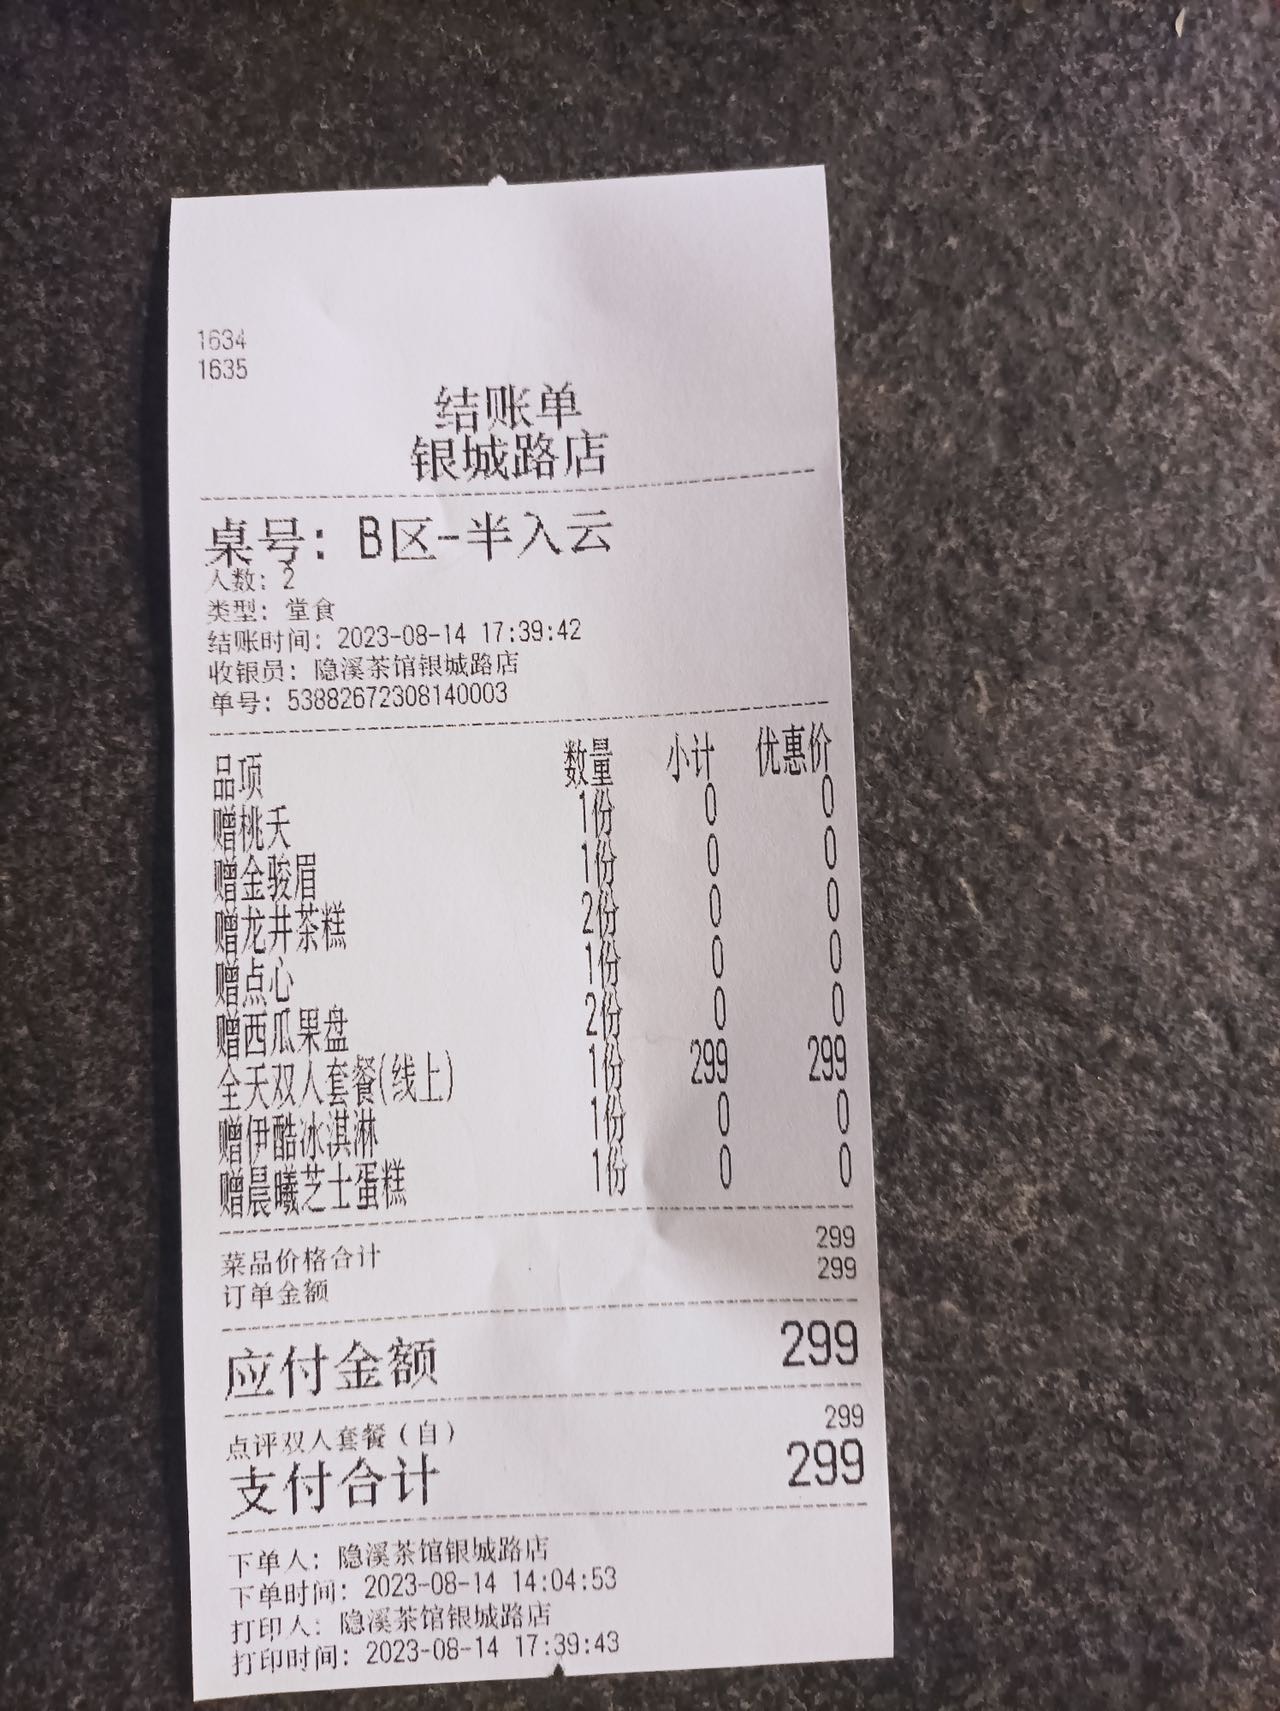 1634
1635
结账单
银城路店
桌号: B区-半入云
人数: 2
类型: 堂食
结账时间: 2023-08-14 17:39:42
收银员: 隐溪茶馆银城路店
单号: 53882672308140003
品项 数量 小计 优惠价
赠桃夭 1份 0 0
赠金骏眉 1份 0 0
赠龙井茶糕 2份 0 0
赠点心 1份 0 0
赠西瓜果盘 2份 0 0
全天双人套餐(线上) 1份 299 299
赠伊酷冰淇淋 1份 0 0
赠晨曦芝士蛋糕 1份 0 0
菜品价格合计 299
订单金额 299
应付金额 299
点评双人套餐(自) 299
支付合计 299
下单人: 隐溪茶馆银城路店
下单时间: 2023-08-14 14:04:53
打印人: 隐溪茶馆银城路店
打印时间: 2023-08-14 17:39:43